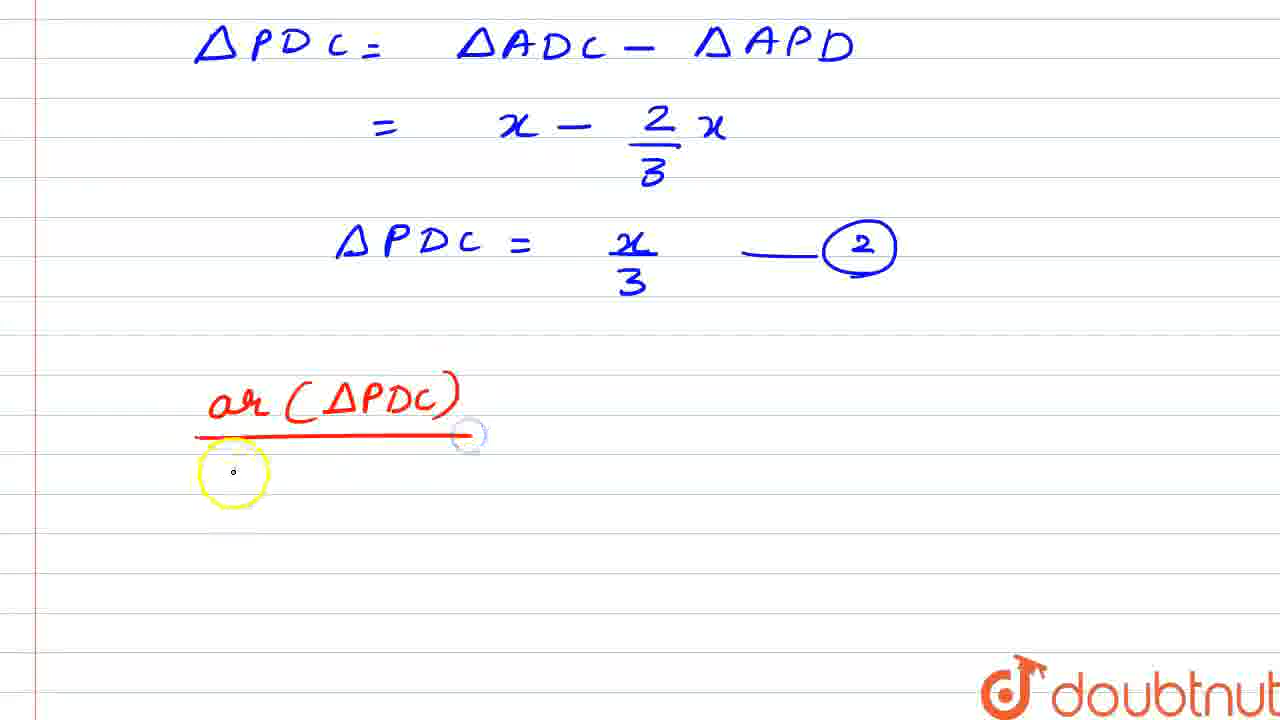 ΔPDC = ΔADC − ΔAPD
= x − 2/3 x
ΔPDC = x/3 —— 2
ar (ΔPDC)
doubtnut